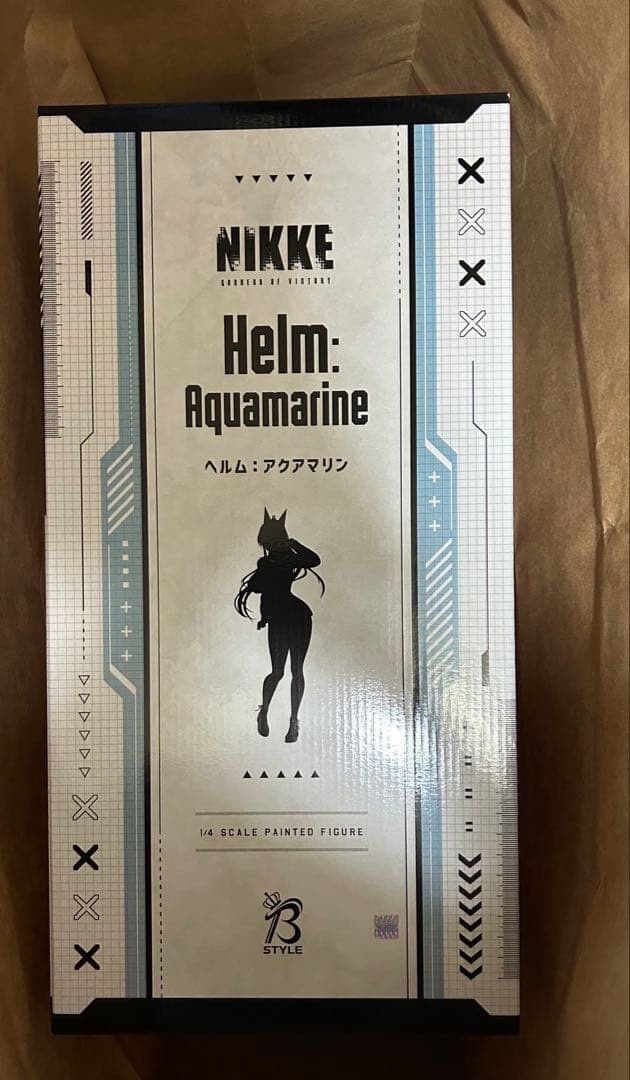 NIKKE
GODDESS OF VICTORY
Helm:
Aquamarine
ヘルム：アクアマリン
1/4 SCALE PAINTED FIGURE
B
STYLE